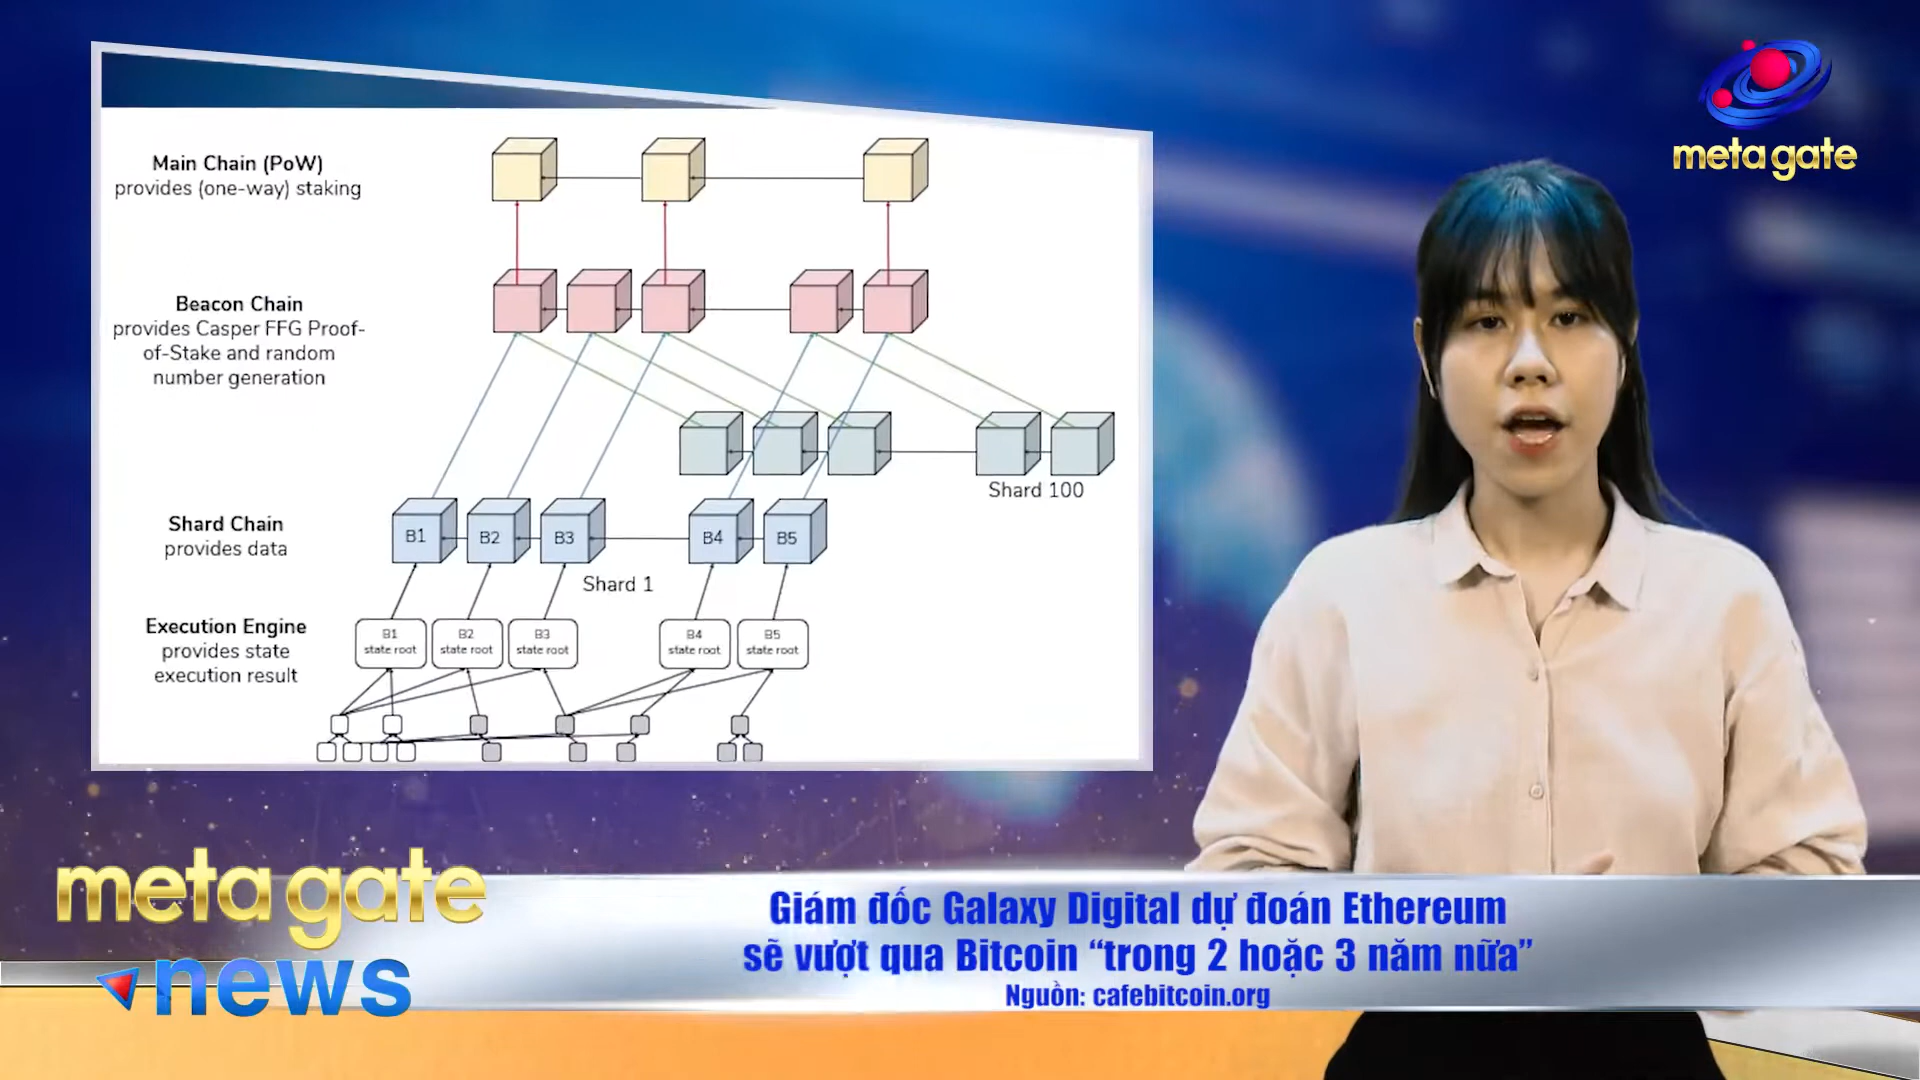 meta gate
Main Chain (PoW)
provides (one-way) staking
Beacon Chain
provides Casper FFG Proof-
of-Stake and random
number generation
Shard 100
Shard Chain
provides data
B1 B2 B3 B4 B5
Shard 1
Execution Engine
provides state
execution result
B1
state root
B2
state root
B3
state root
B4
state root
B5
state root
meta gate
news
Giám đốc Galaxy Digital dự đoán Ethereum
sẽ vượt qua Bitcoin “trong 2 hoặc 3 năm nữa”
Nguồn: cafebitcoin.org